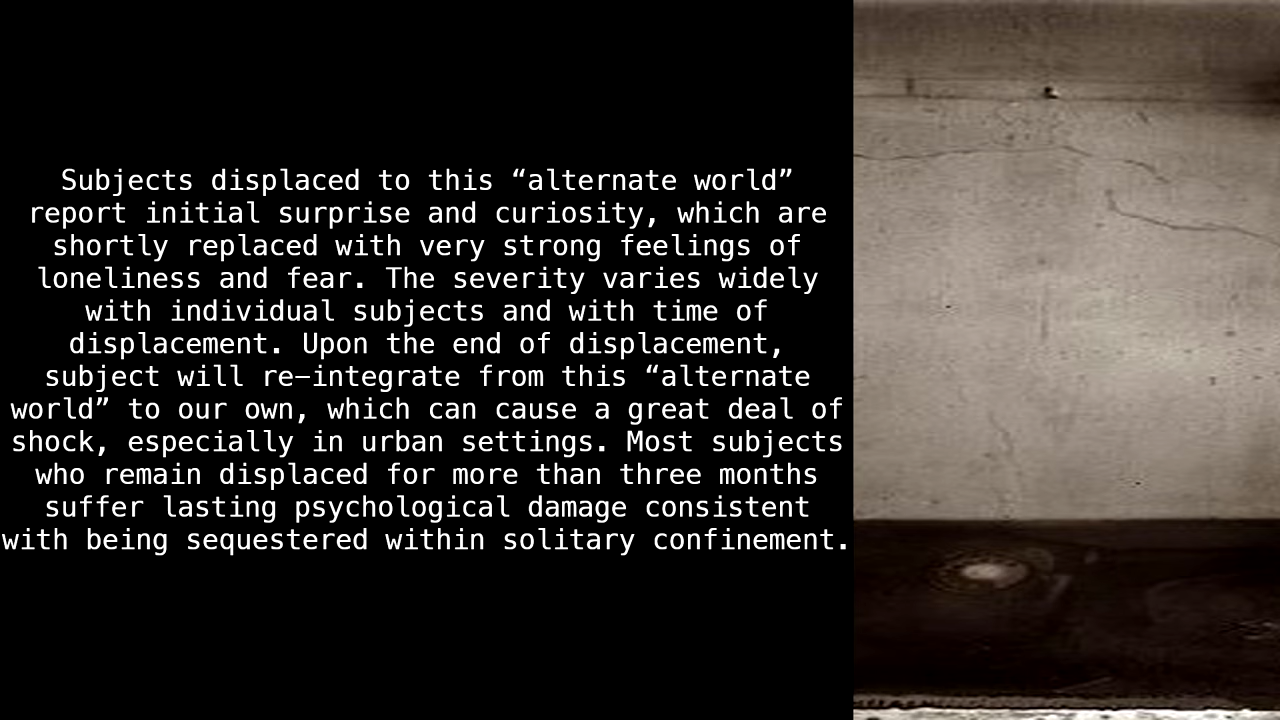 Subjects displaced to this “alternate world”
report initial surprise and curiosity, which are
shortly replaced with very strong feelings of
loneliness and fear. The severity varies widely
with individual subjects and with time of
displacement. Upon the end of displacement,
subject will re–integrate from this “alternate
world” to our own, which can cause a great deal of
shock, especially in urban settings. Most subjects
who remain displaced for more than three months
suffer lasting psychological damage consistent
with being sequestered within solitary confinement.